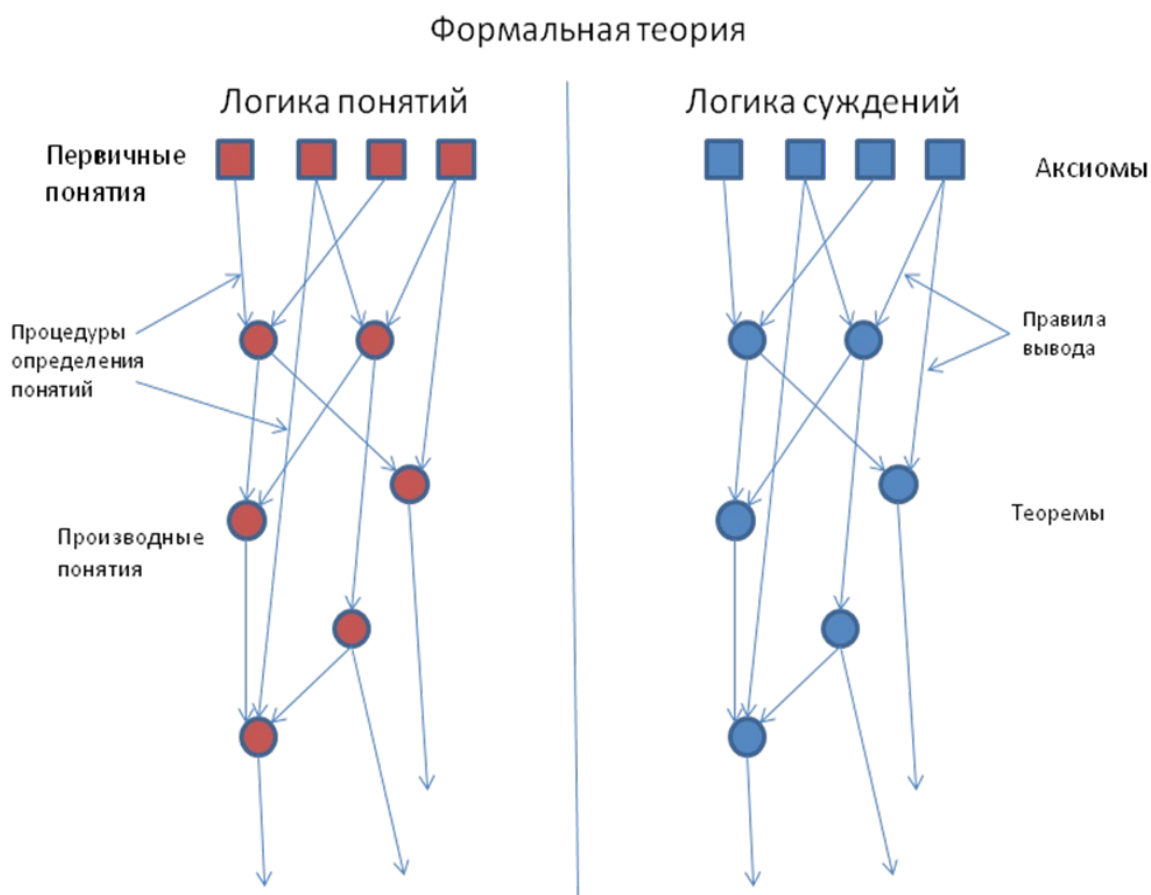 Формальная теория
Логика понятий
Логика суждений
Первичные
понятия
Аксиомы
Процедуры
определения
понятий
Правила
вывода
Производные
понятия
Теоремы